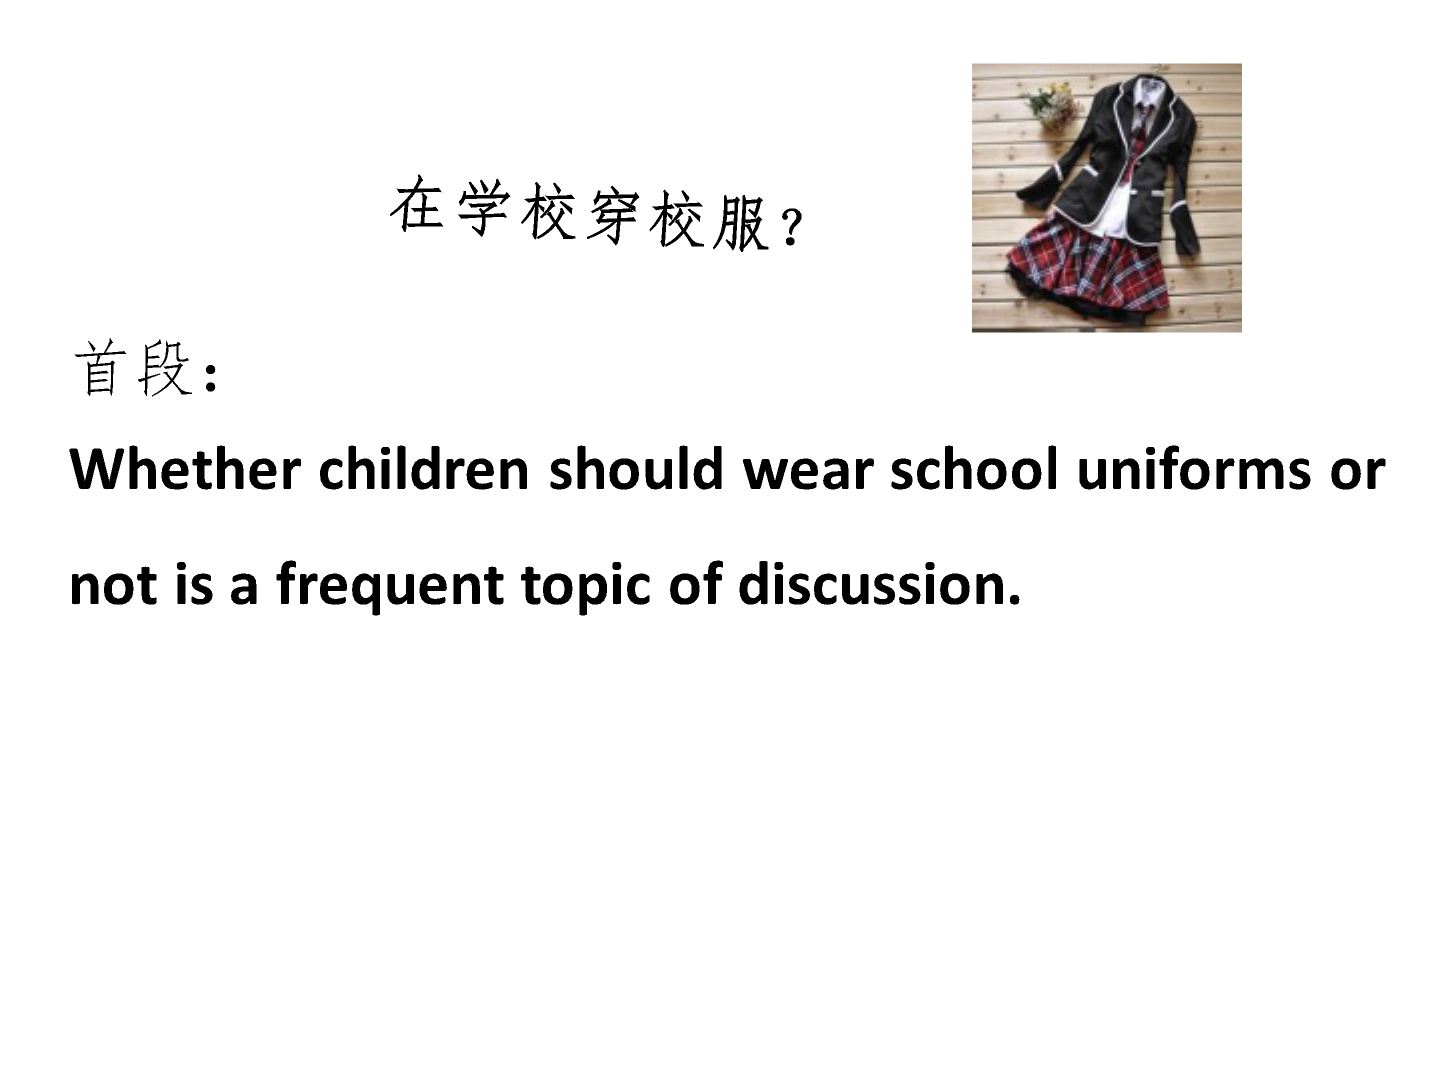 在学校穿校服?
首段：
Whether children should wear school uniforms or
not is a frequent topic of discussion.